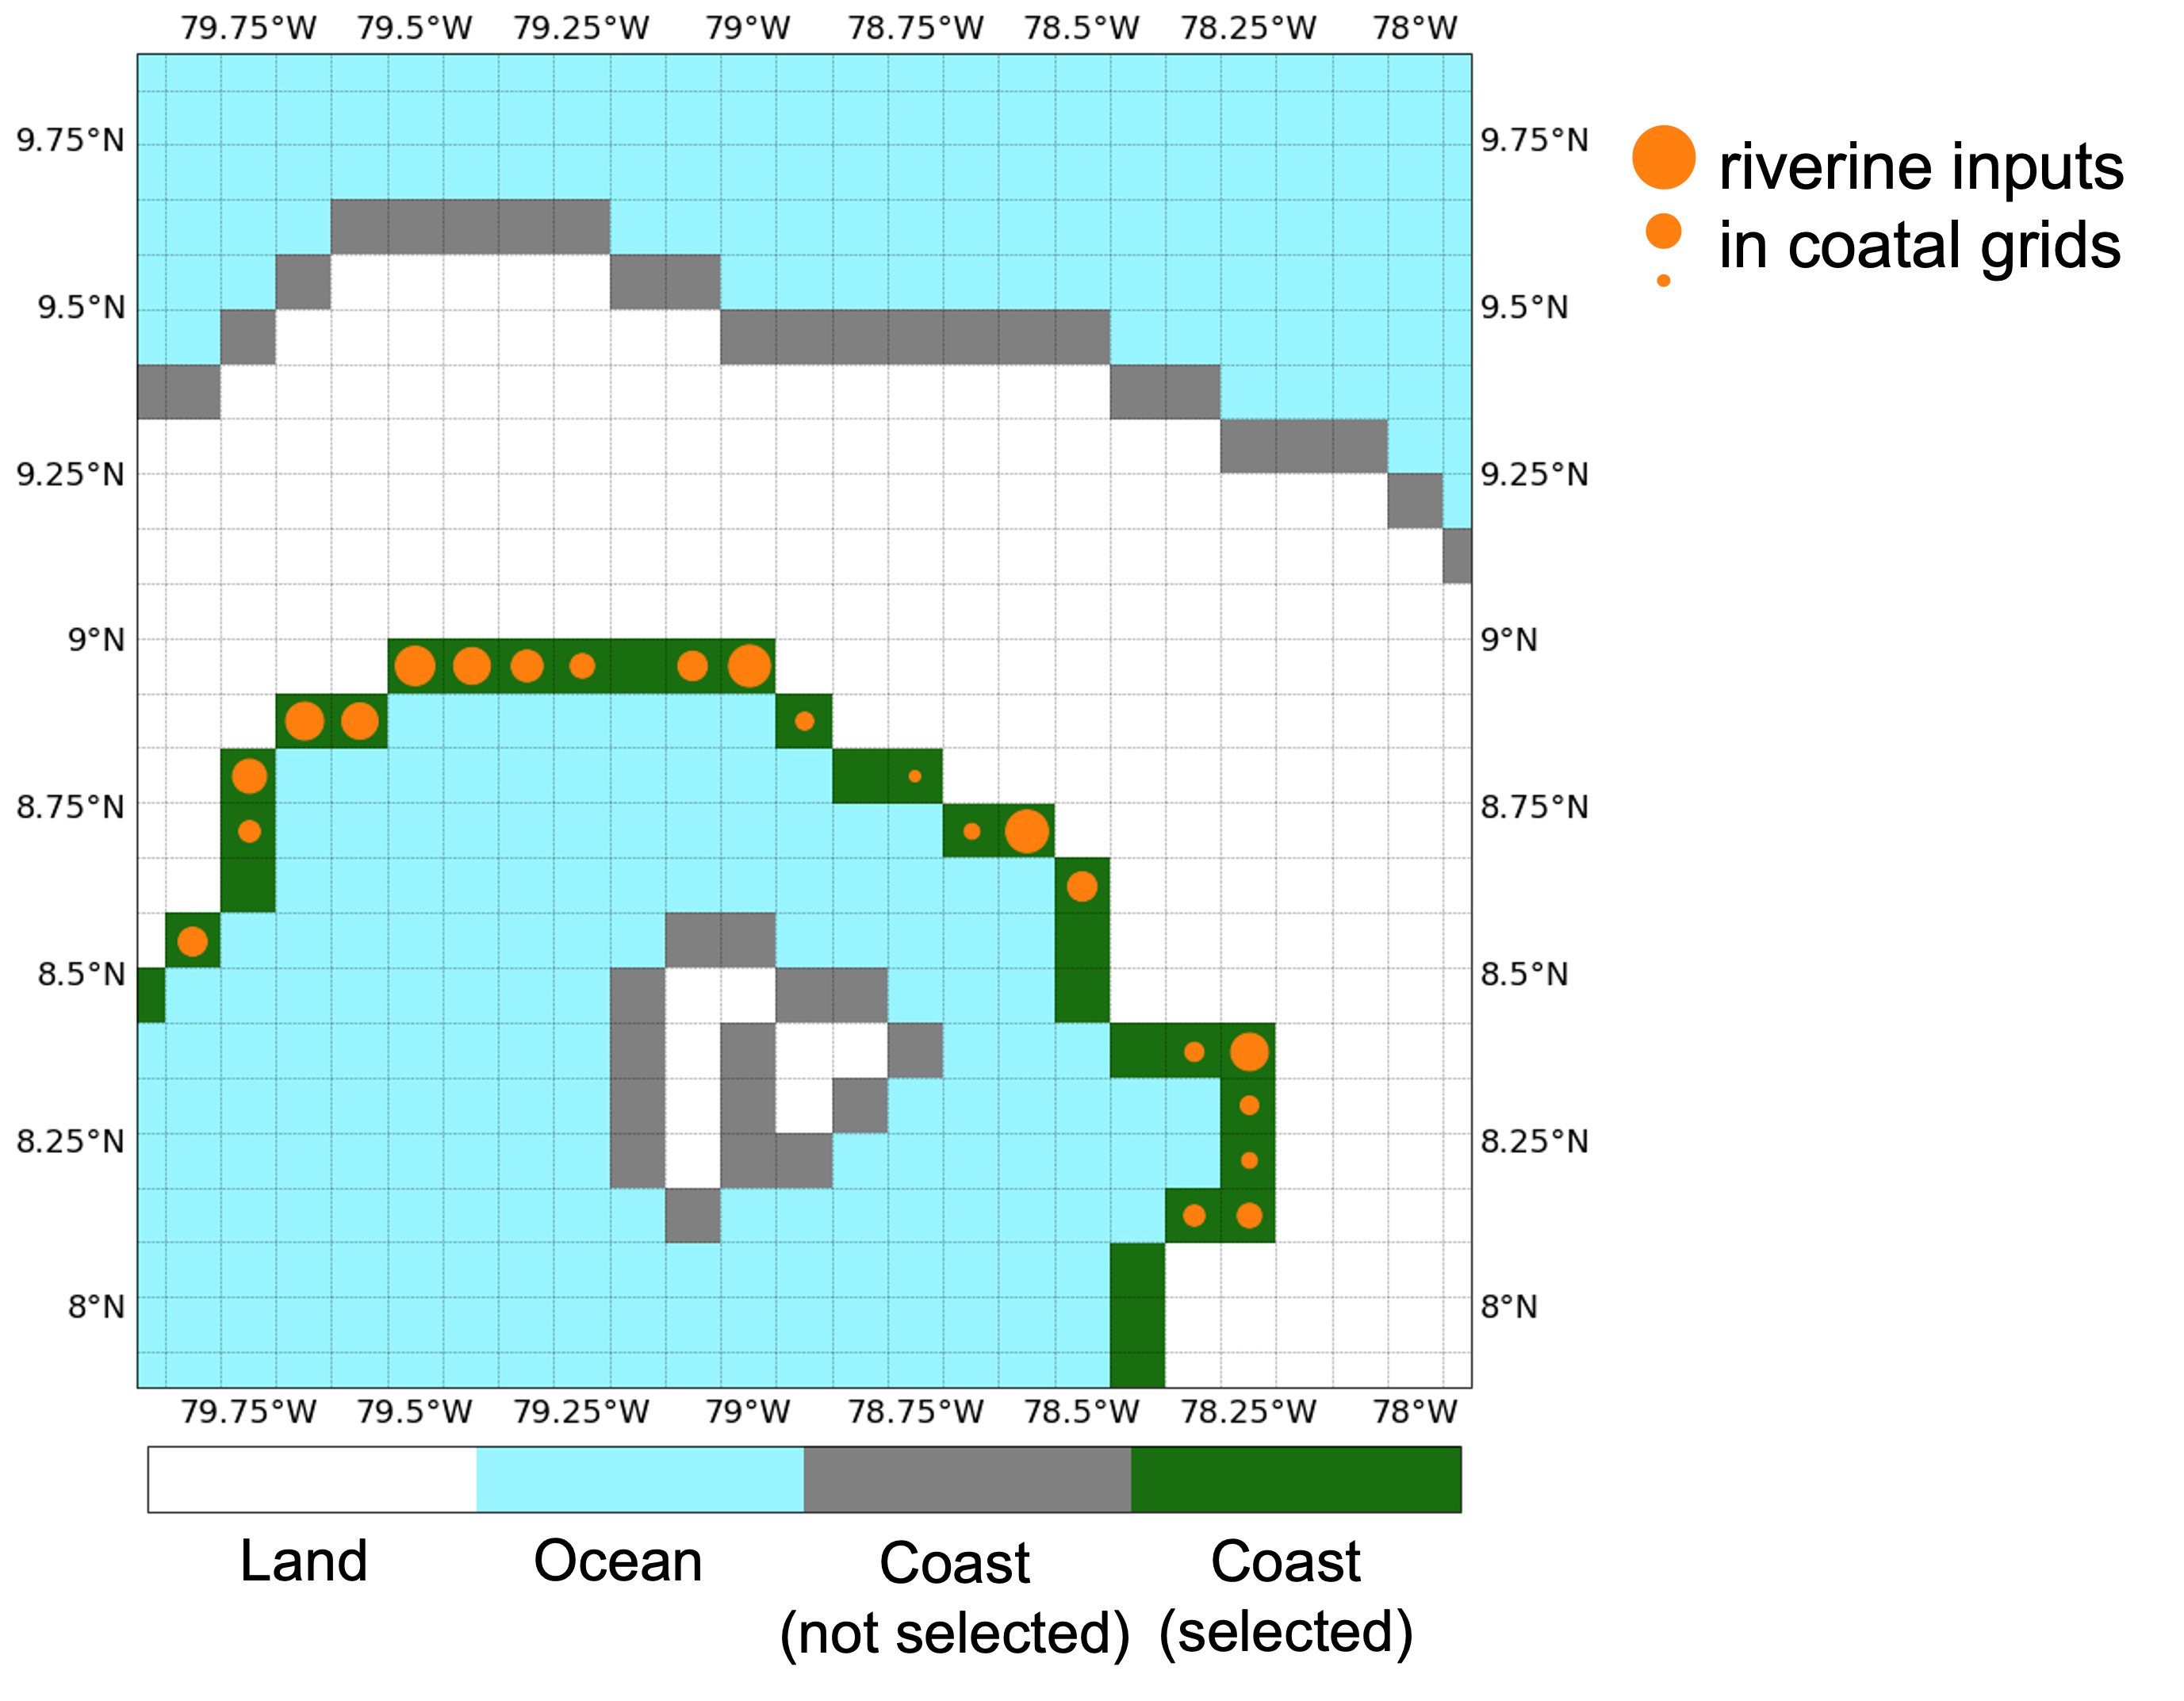 79.75°W 79.5°W 79.25°W 79°W 78.75°W 78.5°W 78.25°W 78°W
9.75°N 9.75°N
riverine inputs
in coatal grids
9.5°N 9.5°N
9.25°N 9.25°N
9°N 9°N
8.75°N 8.75°N
8.5°N 8.5°N
8.25°N 8.25°N
8°N 8°N
79.75°W 79.5°W 79.25°W 79°W 78.75°W 78.5°W 78.25°W 78°W
Land Ocean Coast Coast
(not selected) (selected)